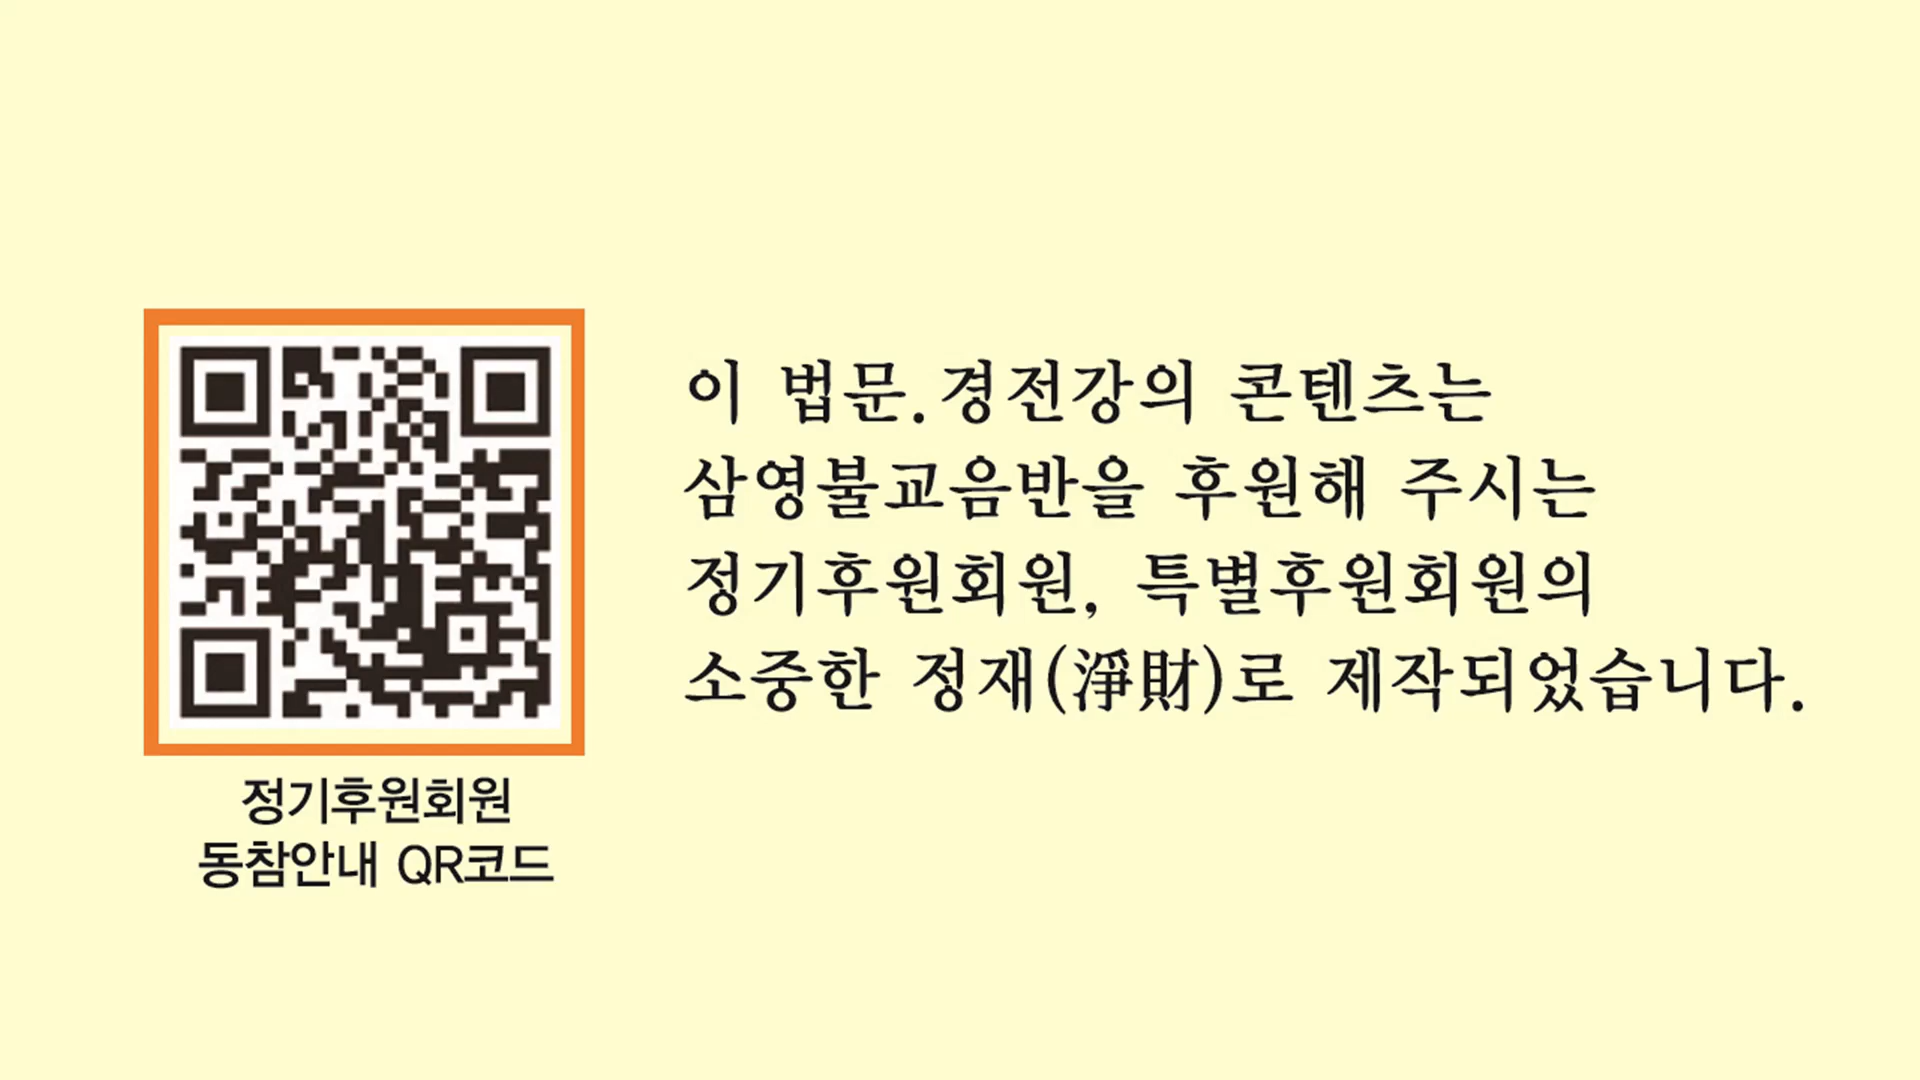 이 법문.경전강의 콘텐츠는
삼영불교음반을 후원해 주시는
정기후원회원, 특별후원회원의
소중한 정재(淨財)로 제작되었습니다.
정기후원회원
동참안내 QR코드